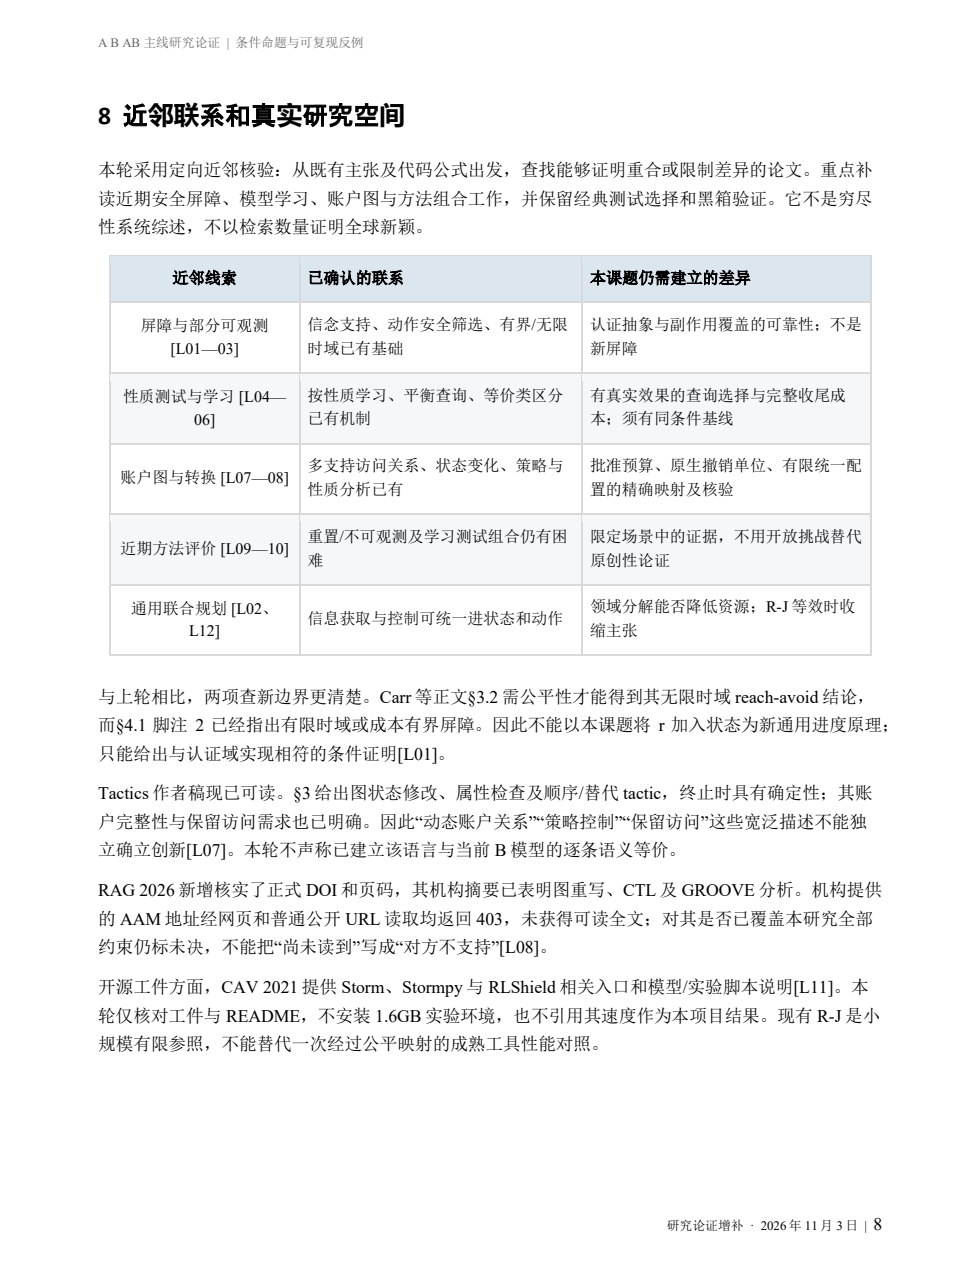 A B AB 主线研究论证 | 条件命题与可复现反例
8 近邻联系和真实研究空间
本轮采用定向近邻核验：从既有主张及代码公式出发，查找能够证明重合或限制差异的论文。重点补
读近期安全屏障、模型学习、账户图与方法组合工作，并保留经典测试选择和黑箱验证。它不是穷尽
性系统综述，不以检索数量证明全球新颖。
近邻线索
已确认的联系
本课题仍需建立的差异
屏障与部分可观测
[L01—03]
信念支持、动作安全筛选、有界/无限
时域已有基础
认证抽象与副作用覆盖的可靠性；不是
新屏障
性质测试与学习 [L04—
06]
按性质学习、平衡查询、等价类区分
已有机制
有真实效果的查询选择与完整收尾成
本；须有同条件基线
账户图与转换 [L07—08]
多支持访问关系、状态变化、策略与
性质分析已有
批准预算、原生撤销单位、有限统一配
置的精确映射及核验
近期方法评价 [L09—10]
重置/不可观测及学习测试组合仍有困
难
限定场景中的证据，不用开放挑战替代
原创性论证
通用联合规划 [L02、
L12]
信息获取与控制可统一进状态和动作
领域分解能否降低资源；R-J 等效时收
缩主张
与上轮相比，两项查新边界更清楚。Carr 等正文§3.2 需公平性才能得到其无限时域 reach-avoid 结论，
而§4.1 脚注 2 已经指出有限时域或成本有界屏障。因此不能以本课题将 r 加入状态为新通用进度原理；
只能给出与认证域实现相符的条件证明[L01]。
Tactics 作者稿现已可读。§3 给出图状态修改、属性检查及顺序/替代 tactic，终止时具有确定性；其账
户完整性与保留访问需求也已明确。因此“动态账户关系”“策略控制”“保留访问”这些宽泛描述不能独
立确立创新[L07]。本轮不声称已建立该语言与当前 B 模型的逐条语义等价。
RAG 2026 新增核实了正式 DOI 和页码，其机构摘要已表明图重写、CTL 及 GROOVE 分析。机构提供
的 AAM 地址经网页和普通公开 URL 读取均返回 403，未获得可读全文；对其是否已覆盖本研究全部
约束仍标未决，不能把“尚未读到”写成“对方不支持”[L08]。
开源工件方面，CAV 2021 提供 Storm、Stormpy 与 RLShield 相关入口和模型/实验脚本说明[L11]。本
轮仅核对工件与 README，不安装 1.6GB 实验环境，也不引用其速度作为本项目结果。现有 R-J 是小
规模有限参照，不能替代一次经过公平映射的成熟工具性能对照。
研究论证增补 · 2026 年 11 月 3 日 | 8